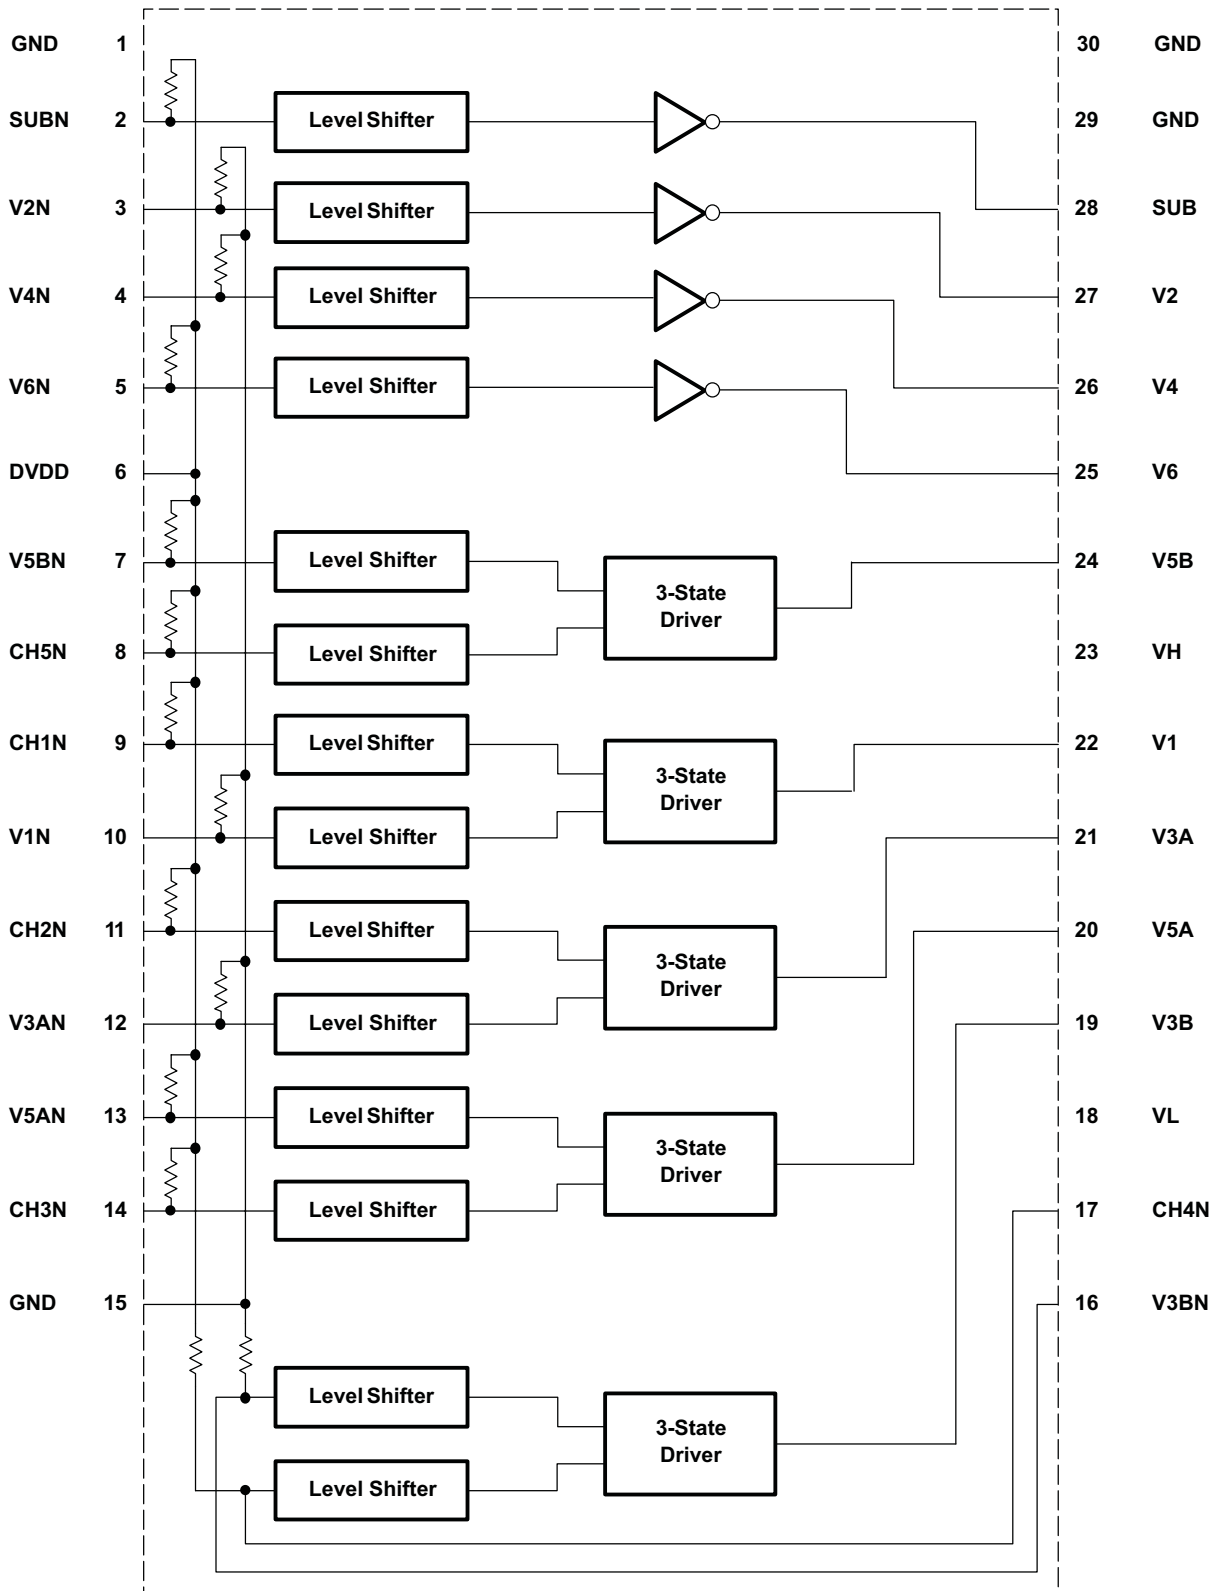 GND 1 30 GND
SUBN 2 Level Shifter 29 GND
V2N 3 Level Shifter 28 SUB
V4N 4 Level Shifter 27 V2
V6N 5 Level Shifter 26 V4
DVDD 6 25 V6
V5BN 7 Level Shifter 24 V5B
3-State
Driver
CH5N 8 Level Shifter 23 VH
CH1N 9 Level Shifter 22 V1
3-State
Driver
V1N 10 Level Shifter 21 V3A
CH2N 11 Level Shifter 20 V5A
3-State
Driver
V3AN 12 Level Shifter 19 V3B
V5AN 13 Level Shifter 18 VL
3-State
Driver
CH3N 14 Level Shifter 17 CH4N
GND 15 16 V3BN
Level Shifter
3-State
Driver
Level Shifter